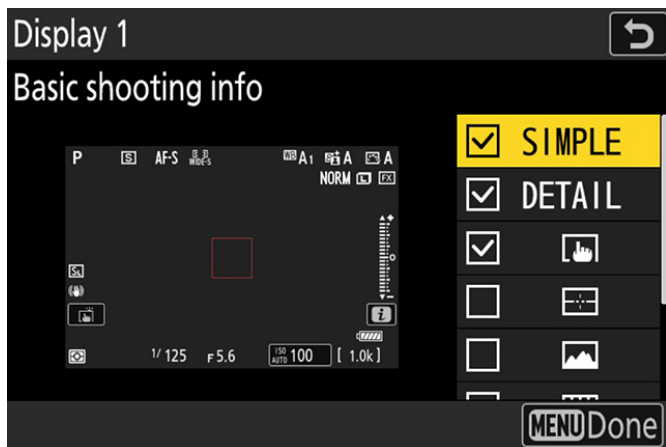 Display 1
Basic shooting info
P S AF-S WIDE-S WB A1 A A
NORM L FX
SIMPLE
DETAIL
i
1/125 F5.6 ISO AUTO 100 [ 1.0k ]
MENU Done